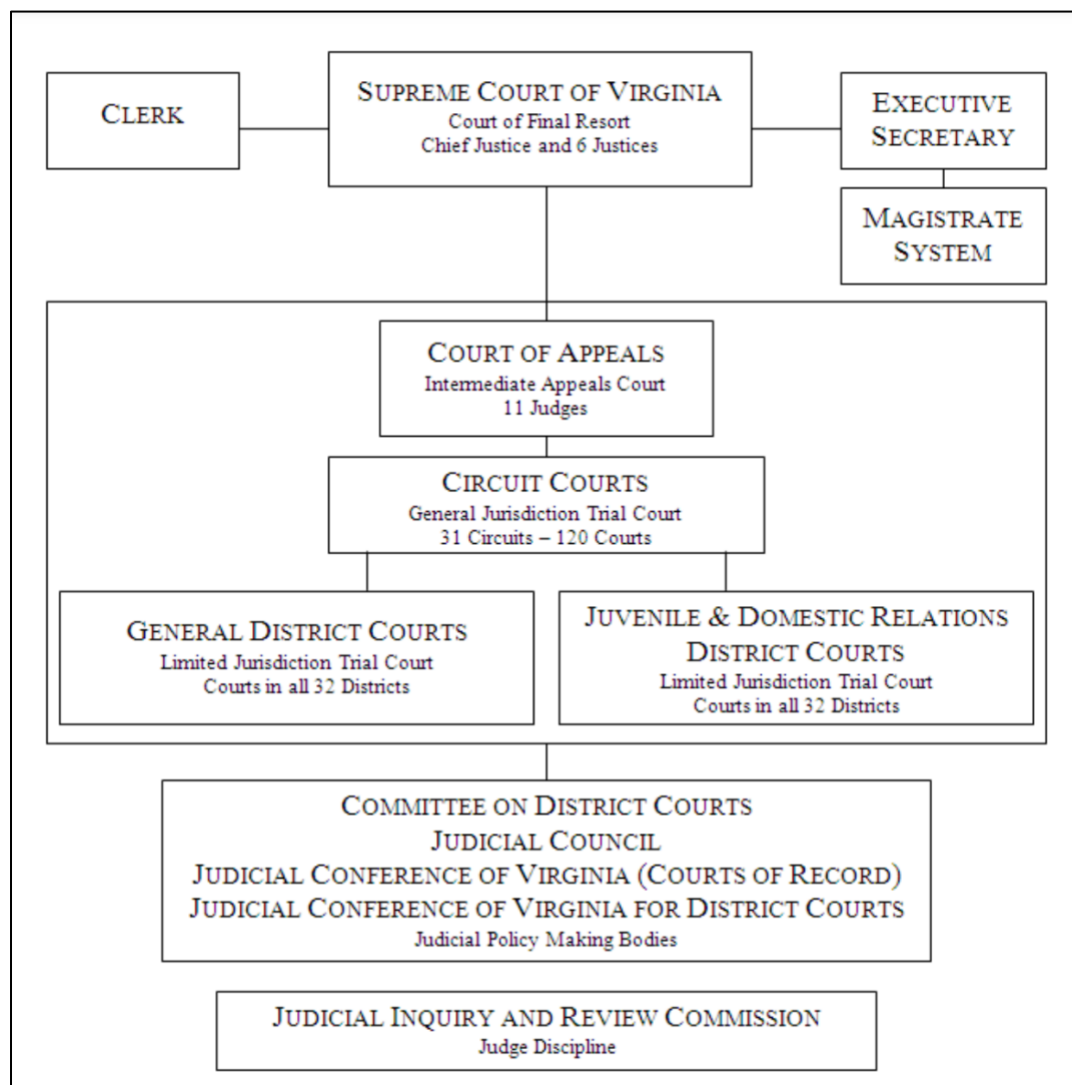 CLERK
SUPREME COURT OF VIRGINIA
Court of Final Resort
Chief Justice and 6 Justices
EXECUTIVE
SECRETARY
MAGISTRATE
SYSTEM
COURT OF APPEALS
Intermediate Appeals Court
11 Judges
CIRCUIT COURTS
General Jurisdiction Trial Court
31 Circuits – 120 Courts
GENERAL DISTRICT COURTS
Limited Jurisdiction Trial Court
Courts in all 32 Districts
JUVENILE & DOMESTIC RELATIONS
DISTRICT COURTS
Limited Jurisdiction Trial Court
Courts in all 32 Districts
COMMITTEE ON DISTRICT COURTS
JUDICIAL COUNCIL
JUDICIAL CONFERENCE OF VIRGINIA (COURTS OF RECORD)
JUDICIAL CONFERENCE OF VIRGINIA FOR DISTRICT COURTS
Judicial Policy Making Bodies
JUDICIAL INQUIRY AND REVIEW COMMISSION
Judge Discipline